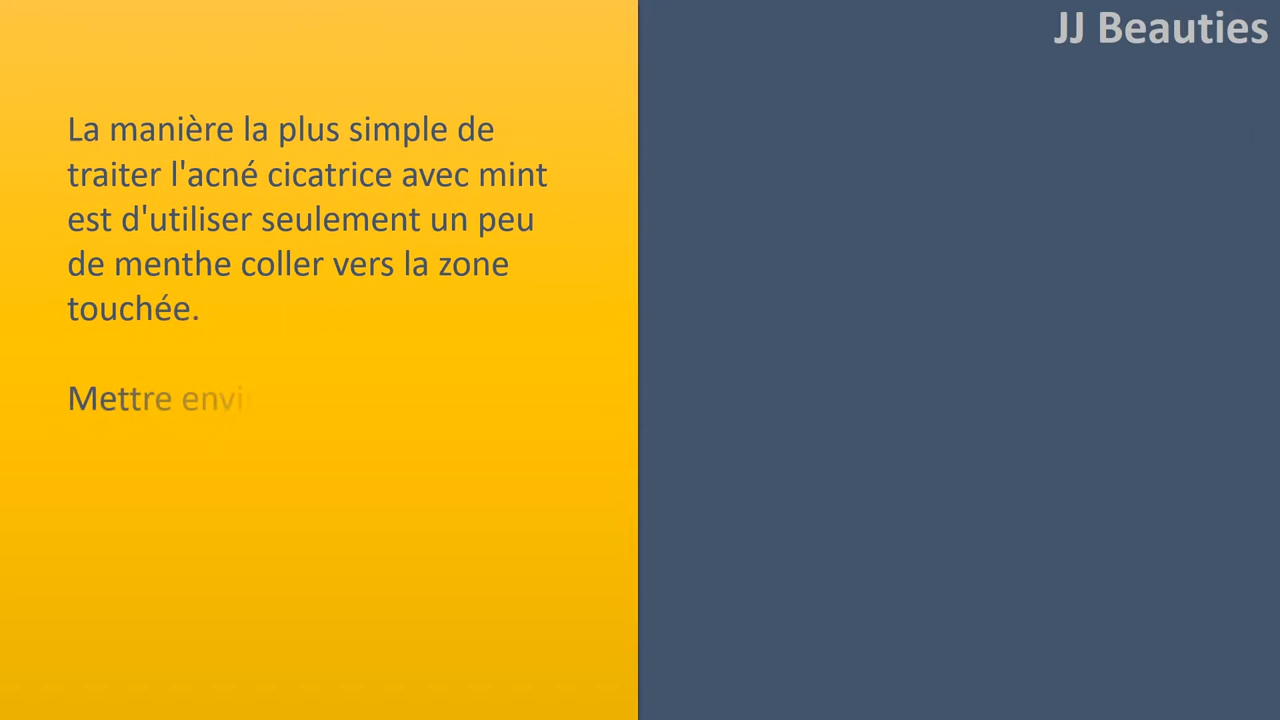 JJ Beauties
La manière la plus simple de
traiter l'acné cicatrice avec mint
est d'utiliser seulement un peu
de menthe coller vers la zone
touchée.
Mettre